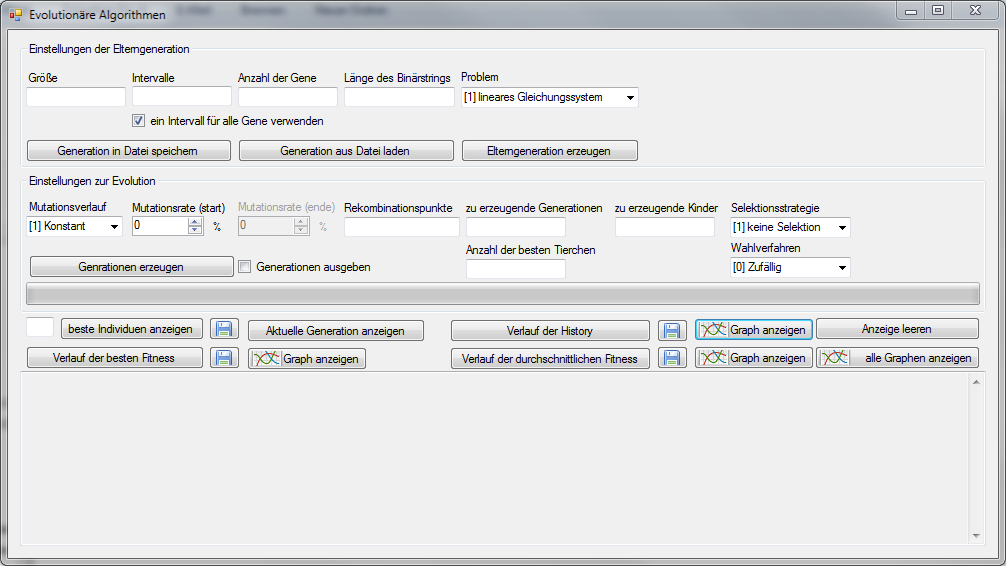 Evolutionäre Algorithmen
Einstellungen der Elterngeneration
Größe Intervalle Anzahl der Gene Länge des Binärstrings Problem
[1] lineares Gleichungssystem
ein Intervall für alle Gene verwenden
Generation in Datei speichern Generation aus Datei laden Elterngeneration erzeugen
Einstellungen zur Evolution
Mutationsverlauf Mutationsrate (start) Mutationsrate (ende) Rekombinationspunkte zu erzeugende Generationen zu erzeugende Kinder Selektionsstrategie
[1] Konstant 0 % 0 % [1] keine Selektion
Anzahl der besten Tierchen Wahlverfahren
Genrationen erzeugen Generationen ausgeben [0] Zufällig
beste Individuen anzeigen Aktuelle Generation anzeigen Verlauf der History Graph anzeigen Anzeige leeren
Verlauf der besten Fitness Graph anzeigen Verlauf der durchschnittlichen Fitness Graph anzeigen alle Graphen anzeigen